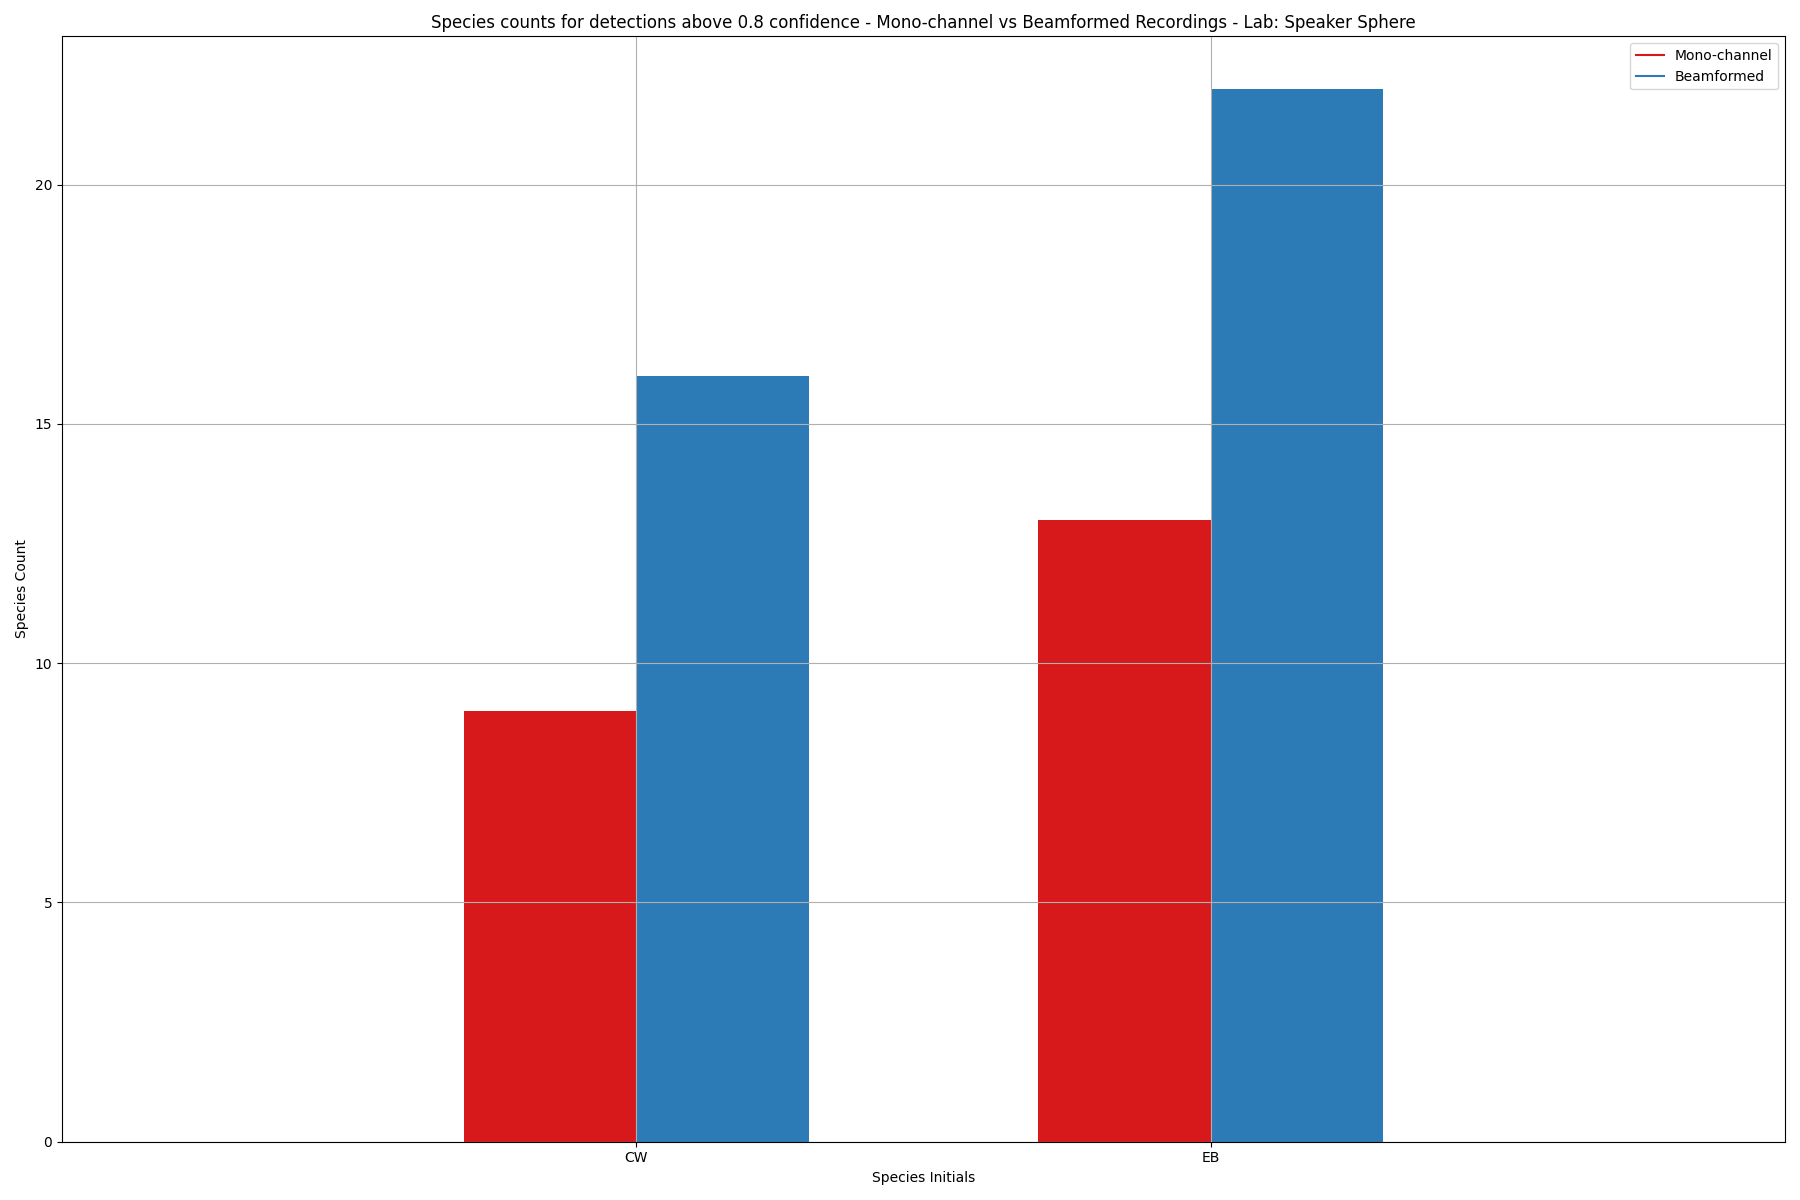 Species counts for detections above 0.8 confidence - Mono-channel vs Beamformed Recordings - Lab: Speaker Sphere
Mono-channel
Beamformed
Species Count
20
15
10
5
0
CW
EB
Species Initials